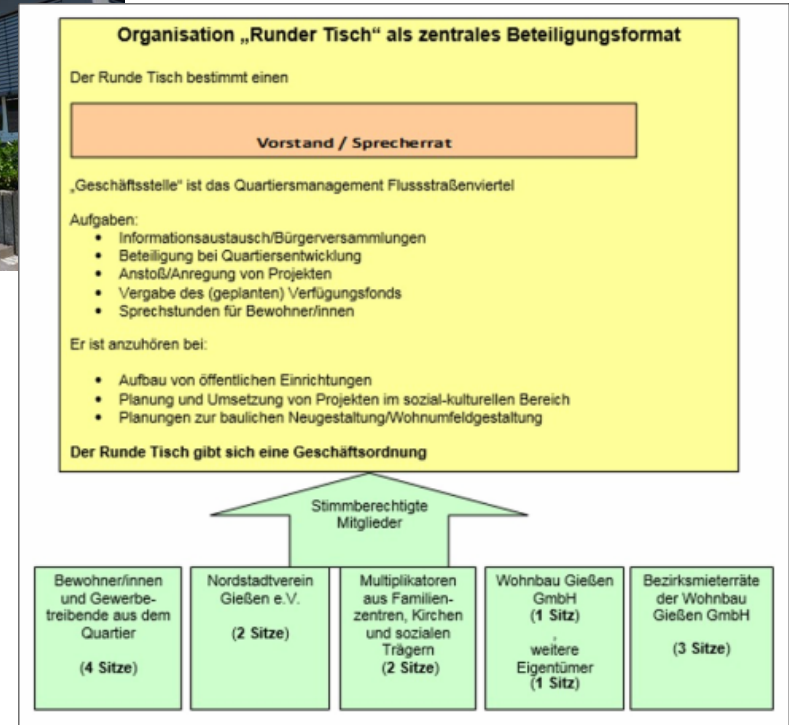 Organisation „Runder Tisch“ als zentrales Beteiligungsformat
Der Runde Tisch bestimmt einen
Vorstand / Sprecherrat
„Geschäftsstelle“ ist das Quartiersmanagement Flussstraßenviertel
Aufgaben:
• Informationsaustausch/Bürgerversammlungen
• Beteiligung bei Quartiersentwicklung
• Anstoß/Anregung von Projekten
• Vergabe des (geplanten) Verfügungsfonds
• Sprechstunden für Bewohner/innen
Er ist anzuhören bei:
• Aufbau von öffentlichen Einrichtungen
• Planung und Umsetzung von Projekten im sozial-kulturellen Bereich
• Planungen zur baulichen Neugestaltung/Wohnumfeldgestaltung
Der Runde Tisch gibt sich eine Geschäftsordnung
Stimmberechtigte
Mitglieder
Bewohner/innen
und Gewerbe-
treibende aus dem
Quartier
(4 Sitze)
Nordstadtverein
Gießen e.V.
(2 Sitze)
Multiplikatoren
aus Familien-
zentren, Kirchen
und sozialen
Trägern
(2 Sitze)
Wohnbau Gießen
GmbH
(1 Sitz)
,
weitere
Eigentümer
(1 Sitz)
Bezirksmieterräte
der Wohnbau
Gießen GmbH
(3 Sitze)